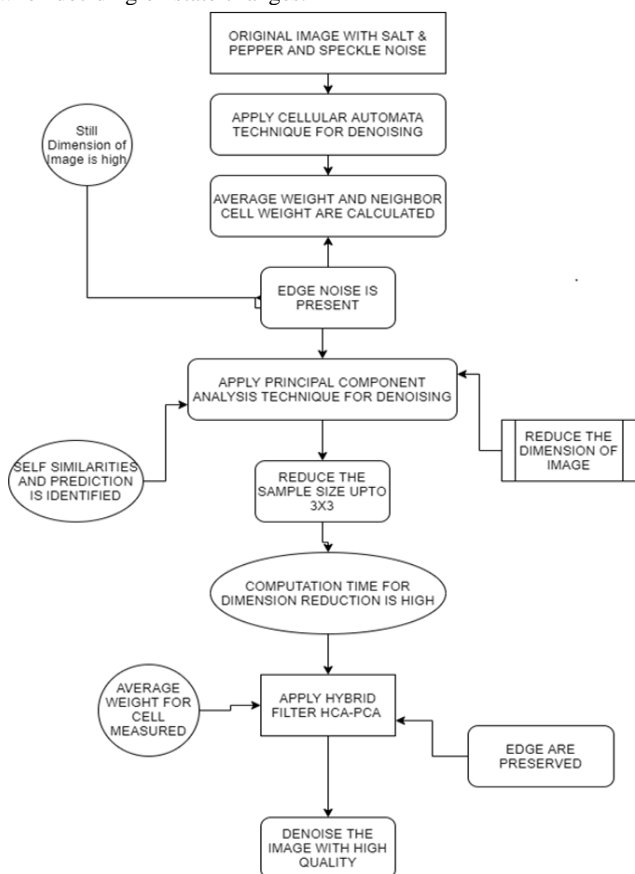 ORIGINAL IMAGE WITH SALT &
PEPPER AND SPECKLE NOISE
APPLY CELLULAR AUTOMATA
TECHNIQUE FOR DENOISING
Still
Dimension of
Image is high
AVERAGE WEIGHT AND NEIGHBOR
CELL WEIGHT ARE CALCULATED
EDGE NOISE IS
PRESENT
APPLY PRINCIPAL COMPONENT
ANALYSIS TECHNIQUE FOR DENOISING
REDUCE THE
DIMENSION OF
IMAGE
SELF SIMILARITIES
AND PREDICTION
IS IDENTIFIED
REDUCE THE
SAMPLE SIZE UPTO
3X3
COMPUTATION TIME FOR
DIMENSION REDUCTION IS HIGH
AVERAGE
WEIGHT FOR
CELL
MEASURED
APPLY HYBRID
FILTER HCA-PCA
EDGE ARE
PRESERVED
DENOISE THE
IMAGE WITH HIGH
QUALITY